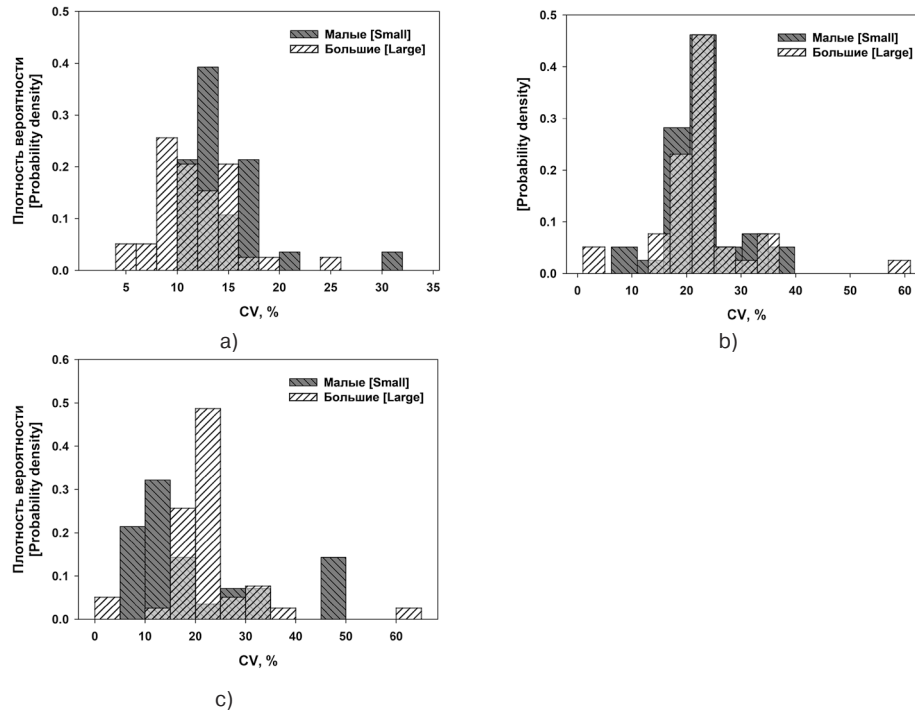 Плотность вероятности
[Probability density]
0.5
0.4
0.3
0.2
0.1
0.0
Малые [Small]
Большие [Large]
5 10 15 20 25 30 35
CV, %
a)
[Probability density]
0.5
0.4
0.3
0.2
0.1
0.0
Малые [Small]
Большие [Large]
0 10 20 30 40 50 60
CV, %
b)
Плотность вероятности
[Probability density]
0.6
0.5
0.4
0.3
0.2
0.1
0.0
Малые [Small]
Большие [Large]
0 10 20 30 40 50 60
CV, %
c)